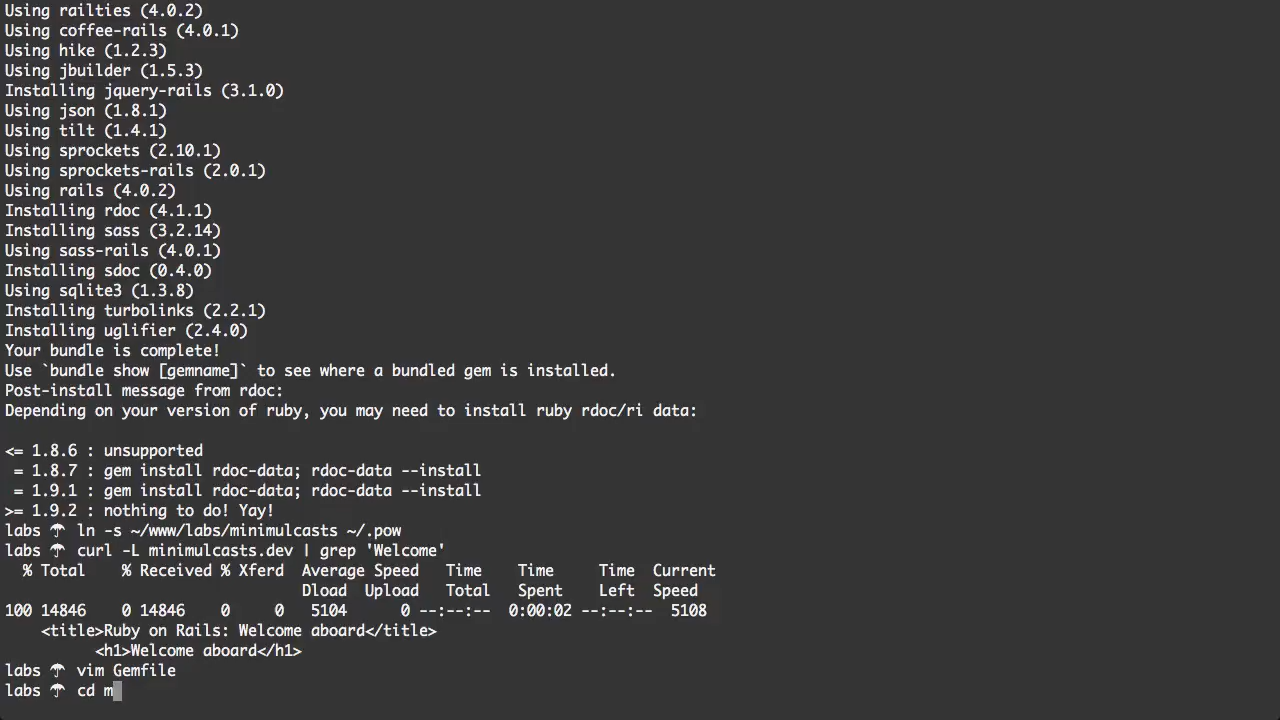 Using railties (4.0.2)
Using coffee-rails (4.0.1)
Using hike (1.2.3)
Using jbuilder (1.5.3)
Installing jquery-rails (3.1.0)
Using json (1.8.1)
Using tilt (1.4.1)
Using sprockets (2.10.1)
Using sprockets-rails (2.0.1)
Using rails (4.0.2)
Installing rdoc (4.1.1)
Installing sass (3.2.14)
Using sass-rails (4.0.1)
Installing sdoc (0.4.0)
Using sqlite3 (1.3.8)
Installing turbolinks (2.2.1)
Installing uglifier (2.4.0)
Your bundle is complete!
Use `bundle show [gemname]` to see where a bundled gem is installed.
Post-install message from rdoc:
Depending on your version of ruby, you may need to install ruby rdoc/ri data:
<= 1.8.6 : unsupported
 = 1.8.7 : gem install rdoc-data; rdoc-data --install
 = 1.9.1 : gem install rdoc-data; rdoc-data --install
>= 1.9.2 : nothing to do! Yay!
labs ☂ ln -s ~/www/labs/minimulcasts ~/.pow
labs ☂ curl -L minimulcasts.dev | grep 'Welcome'
  % Total    % Received % Xferd  Average Speed   Time    Time     Time  Current
                                 Dload  Upload   Total   Spent    Left  Speed
100 14846    0 14846    0     0   5104      0 --:--:--  0:00:02 --:--:--  5108
    <title>Ruby on Rails: Welcome aboard</title>
          <h1>Welcome aboard</h1>
labs ☂ vim Gemfile
labs ☂ cd m